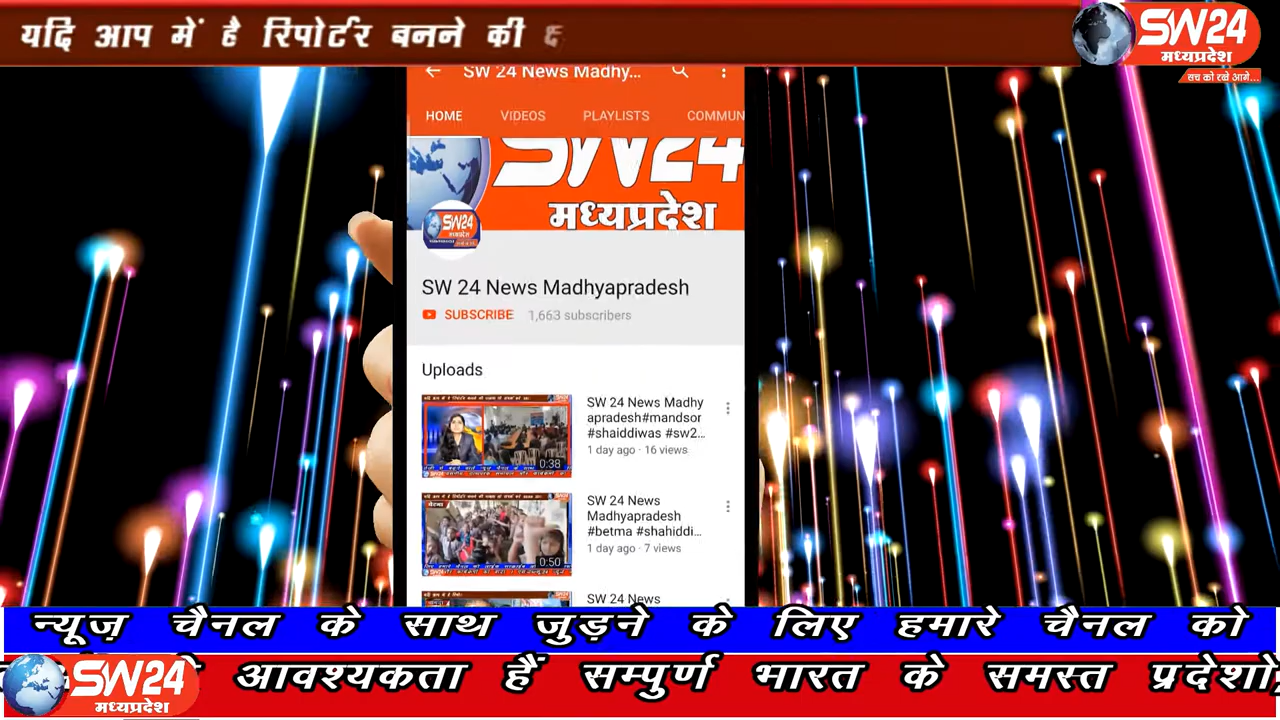 यदि आप में है रिपोर्टर बनने की
SW24
मध्यप्रदेश
सच को रखे आगे...
SW 24 News Madhy...
HOME VIDEOS PLAYLISTS COMMUN
SW24
मध्यप्रदेश
SW24
SW 24 News Madhyapradesh
SUBSCRIBE 1,663 subscribers
Uploads
SW 24 News Madhy
apradesh#mandsor
#shaiddiwas #sw2...
1 day ago · 16 views
0:38
SW 24 News
Madhyapradesh
#betma #shahiddi...
1 day ago · 7 views
0:50
SW 24 News
न्यूज़ चैनल के साथ जुड़ने के लिए हमारे चैनल को
आवश्यकता हैं सम्पुर्ण भारत के समस्त प्रदेशो
SW24
मध्यप्रदेश